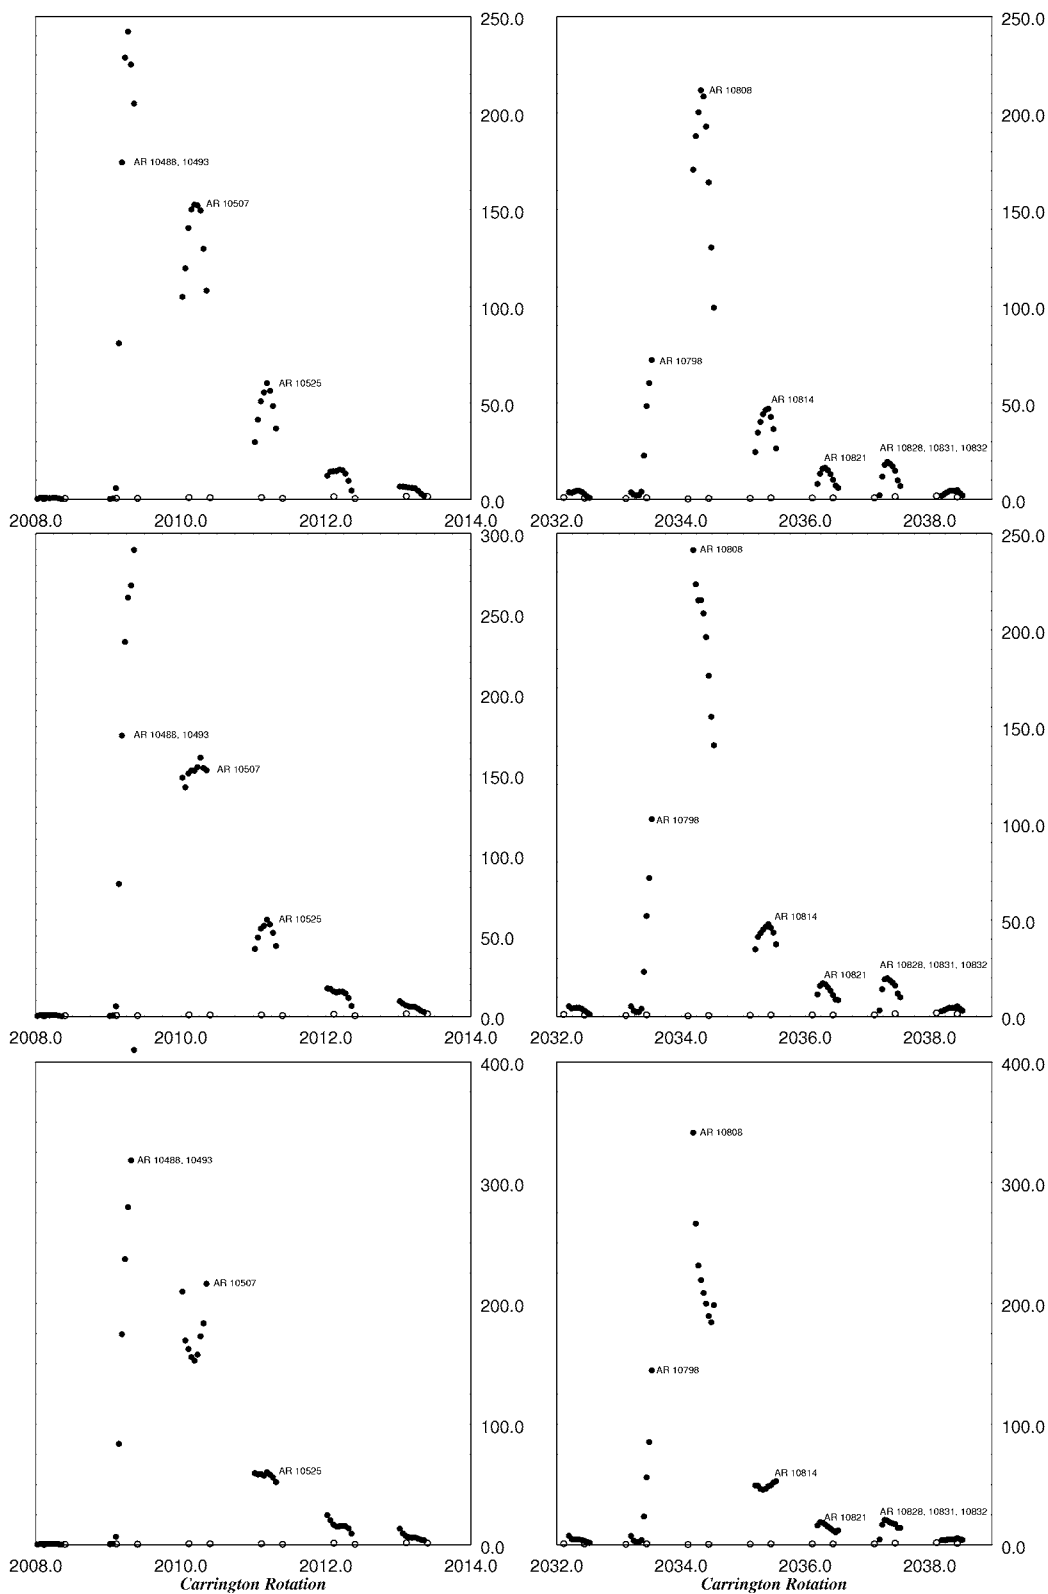 250.0 250.0
AR 10808
200.0 200.0
AR 10488, 10493
AR 10507
150.0 150.0
100.0 100.0
AR 10798
AR 10525
AR 10814
50.0 50.0
AR 10821 AR 10828, 10831, 10832
0.0 0.0
2008.0 2010.0 2012.0 2014.0 2032.0 2034.0 2036.0 2038.0
300.0 250.0
AR 10808
250.0
200.0
200.0
AR 10488, 10493
AR 10507
150.0 150.0
AR 10798
100.0 100.0
AR 10525 AR 10814
50.0 50.0
AR 10821 AR 10828, 10831, 10832
0.0 0.0
2008.0 2010.0 2012.0 2014.0 2032.0 2034.0 2036.0 2038.0
400.0 400.0
AR 10808
AR 10488, 10493
300.0 300.0
AR 10507
200.0 200.0
AR 10798
100.0 100.0
AR 10525 AR 10814
AR 10821 AR 10828, 10831, 10832
0.0 0.0
2008.0 2010.0 2012.0 2014.0 2032.0 2034.0 2036.0 2038.0
Carrington Rotation Carrington Rotation